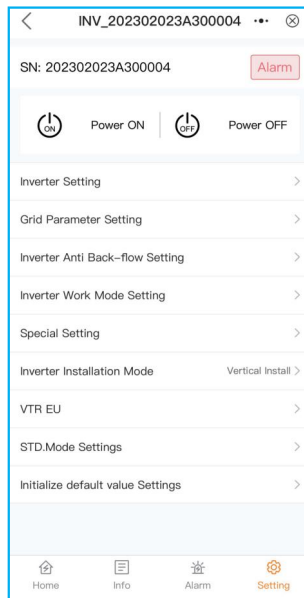 INV_202302023A300004
SN: 202302023A300004
Alarm
ON
Power ON
OFF
Power OFF
Inverter Setting
Grid Parameter Setting
Inverter Anti Back-flow Setting
Inverter Work Mode Setting
Special Setting
Inverter Installation Mode Vertical Install
VTR EU
STD.Mode Settings
Initialize default value Settings
Home Info Alarm Setting